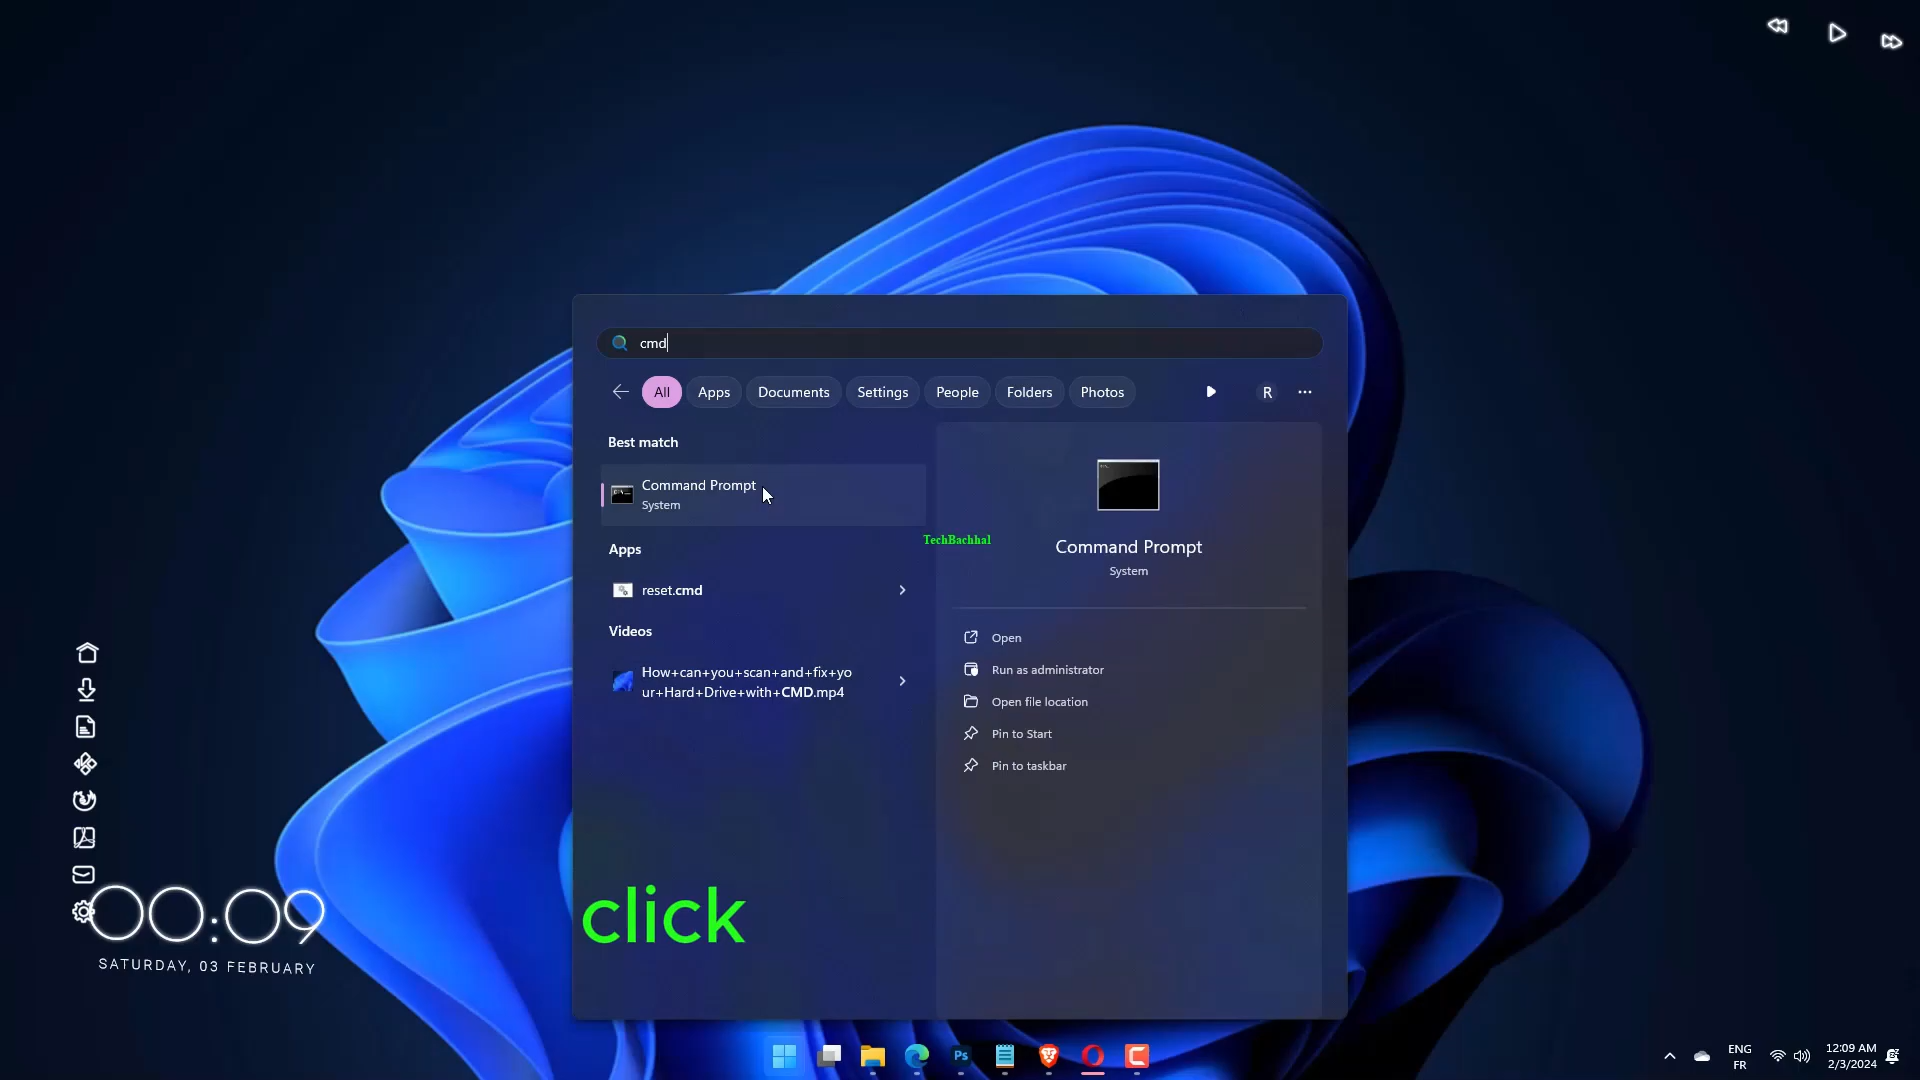 cmd
All Apps Documents Settings People Folders Photos R
Best match
Command Prompt
System
Apps
reset.cmd
Videos
How+can+you+scan+and+fix+yo
ur+Hard+Drive+with+CMD.mp4
TechBachhal
Command Prompt
System
Open
Run as administrator
Open file location
Pin to Start
Pin to taskbar
click
00:09
SATURDAY, 03 FEBRUARY
Ps
ENG
FR
12:09 AM
2/3/2024